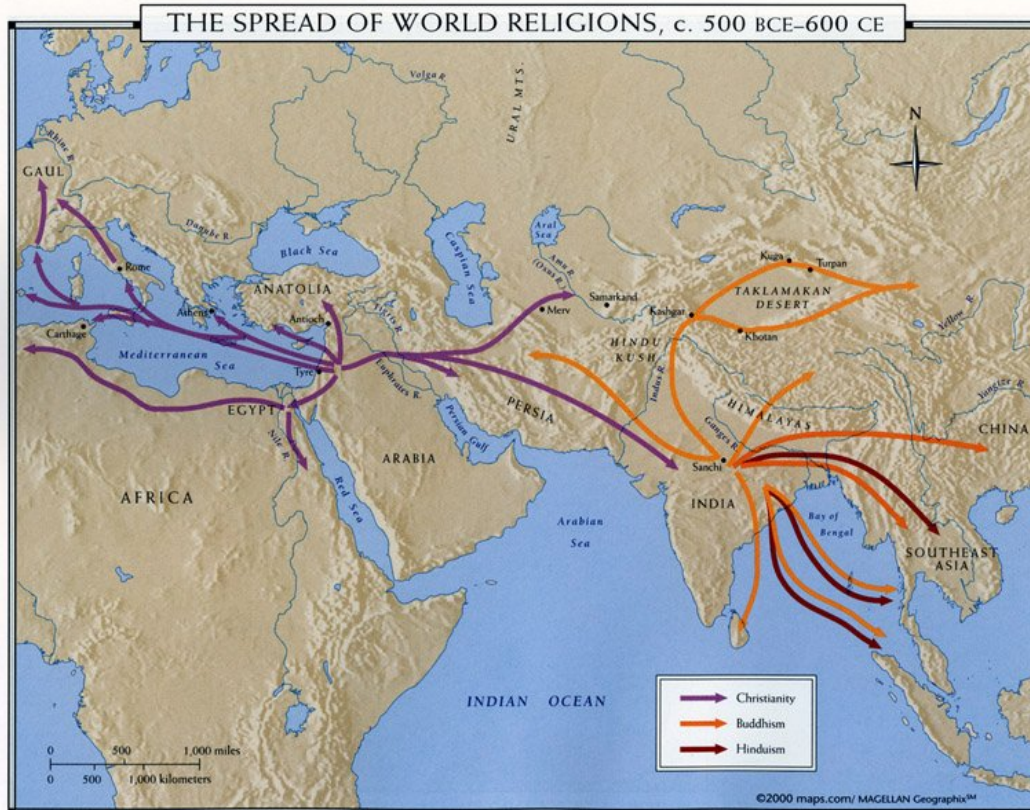 THE SPREAD OF WORLD RELIGIONS, c. 500 BCE–600 CE
Volga R.
URAL MTS.
N
Rhine R.
GAUL
Danube R.
Black Sea
Caspian Sea
Aral
Sea
Amu R.
(Oxus R.)
Kuga
Turpan
Rome
ANATOLIA
TAKLAMAKAN
DESERT
Samarkand
Merv
Kashgar
Khotan
Yellow R.
Athens
Antioch
Tigris R.
Carthage
HINDU
KUSH
Mediterranean
Sea
Tyre
Euphrates R.
Indus R.
Yangtze R.
PERSIA
HIMALAYAS
EGYPT
Persian Gulf
Ganges R.
CHINA
Nile R.
ARABIA
Sanchi
AFRICA
Red Sea
INDIA
Arabian
Sea
Bay of
Bengal
SOUTHEAST
ASIA
INDIAN OCEAN
Christianity
Buddhism
Hinduism
0 500 1,000 miles
0 500 1,000 kilometers
©2000 maps.com/ MAGELLAN Geographix℠